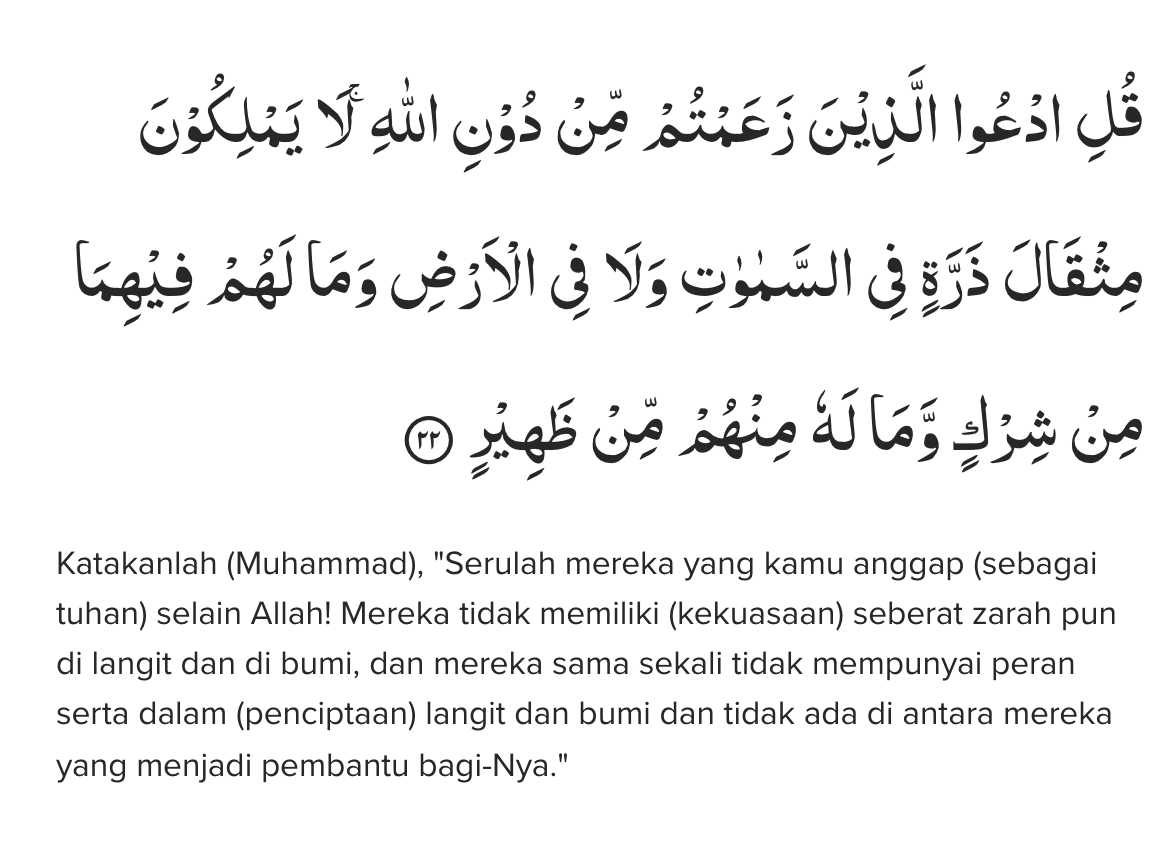 قُلِ ادْعُوا الَّذِيْنَ زَعَمْتُمْ مِّنْ دُوْنِ اللّٰهِ ۚ لَا يَمْلِكُوْنَ
مِثْقَالَ ذَرَّةٍ فِى السَّمٰوٰتِ وَلَا فِى الْاَرْضِ وَمَا لَهُمْ فِيْهِمَا
مِنْ شِرْكٍ وَّمَا لَهٗ مِنْهُمْ مِّنْ ظَهِيْرٍ ٢٢
Katakanlah (Muhammad), "Serulah mereka yang kamu anggap (sebagai
tuhan) selain Allah! Mereka tidak memiliki (kekuasaan) seberat zarah pun
di langit dan di bumi, dan mereka sama sekali tidak mempunyai peran
serta dalam (penciptaan) langit dan bumi dan tidak ada di antara mereka
yang menjadi pembantu bagi-Nya."